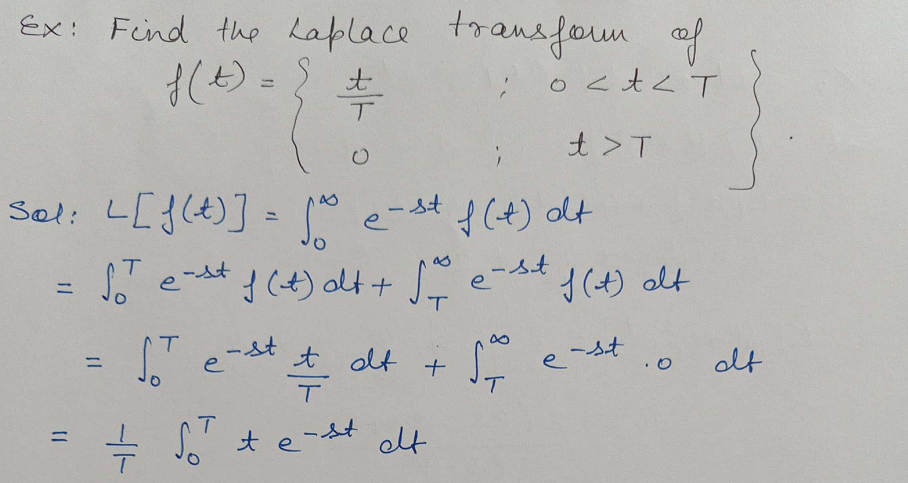 Ex: Find the Laplace transform of
f(t) = { t/T ; 0 < t < T
0 ; t > T } .
Sol: L[f(t)] = ∫₀^∞ e^{-st} f(t) dt
= ∫₀^T e^{-st} f(t) dt + ∫_T^∞ e^{-st} f(t) dt
= ∫₀^T e^{-st} t/T dt + ∫_T^∞ e^{-st} . 0 dt
= 1/T ∫₀^T t e^{-st} dt